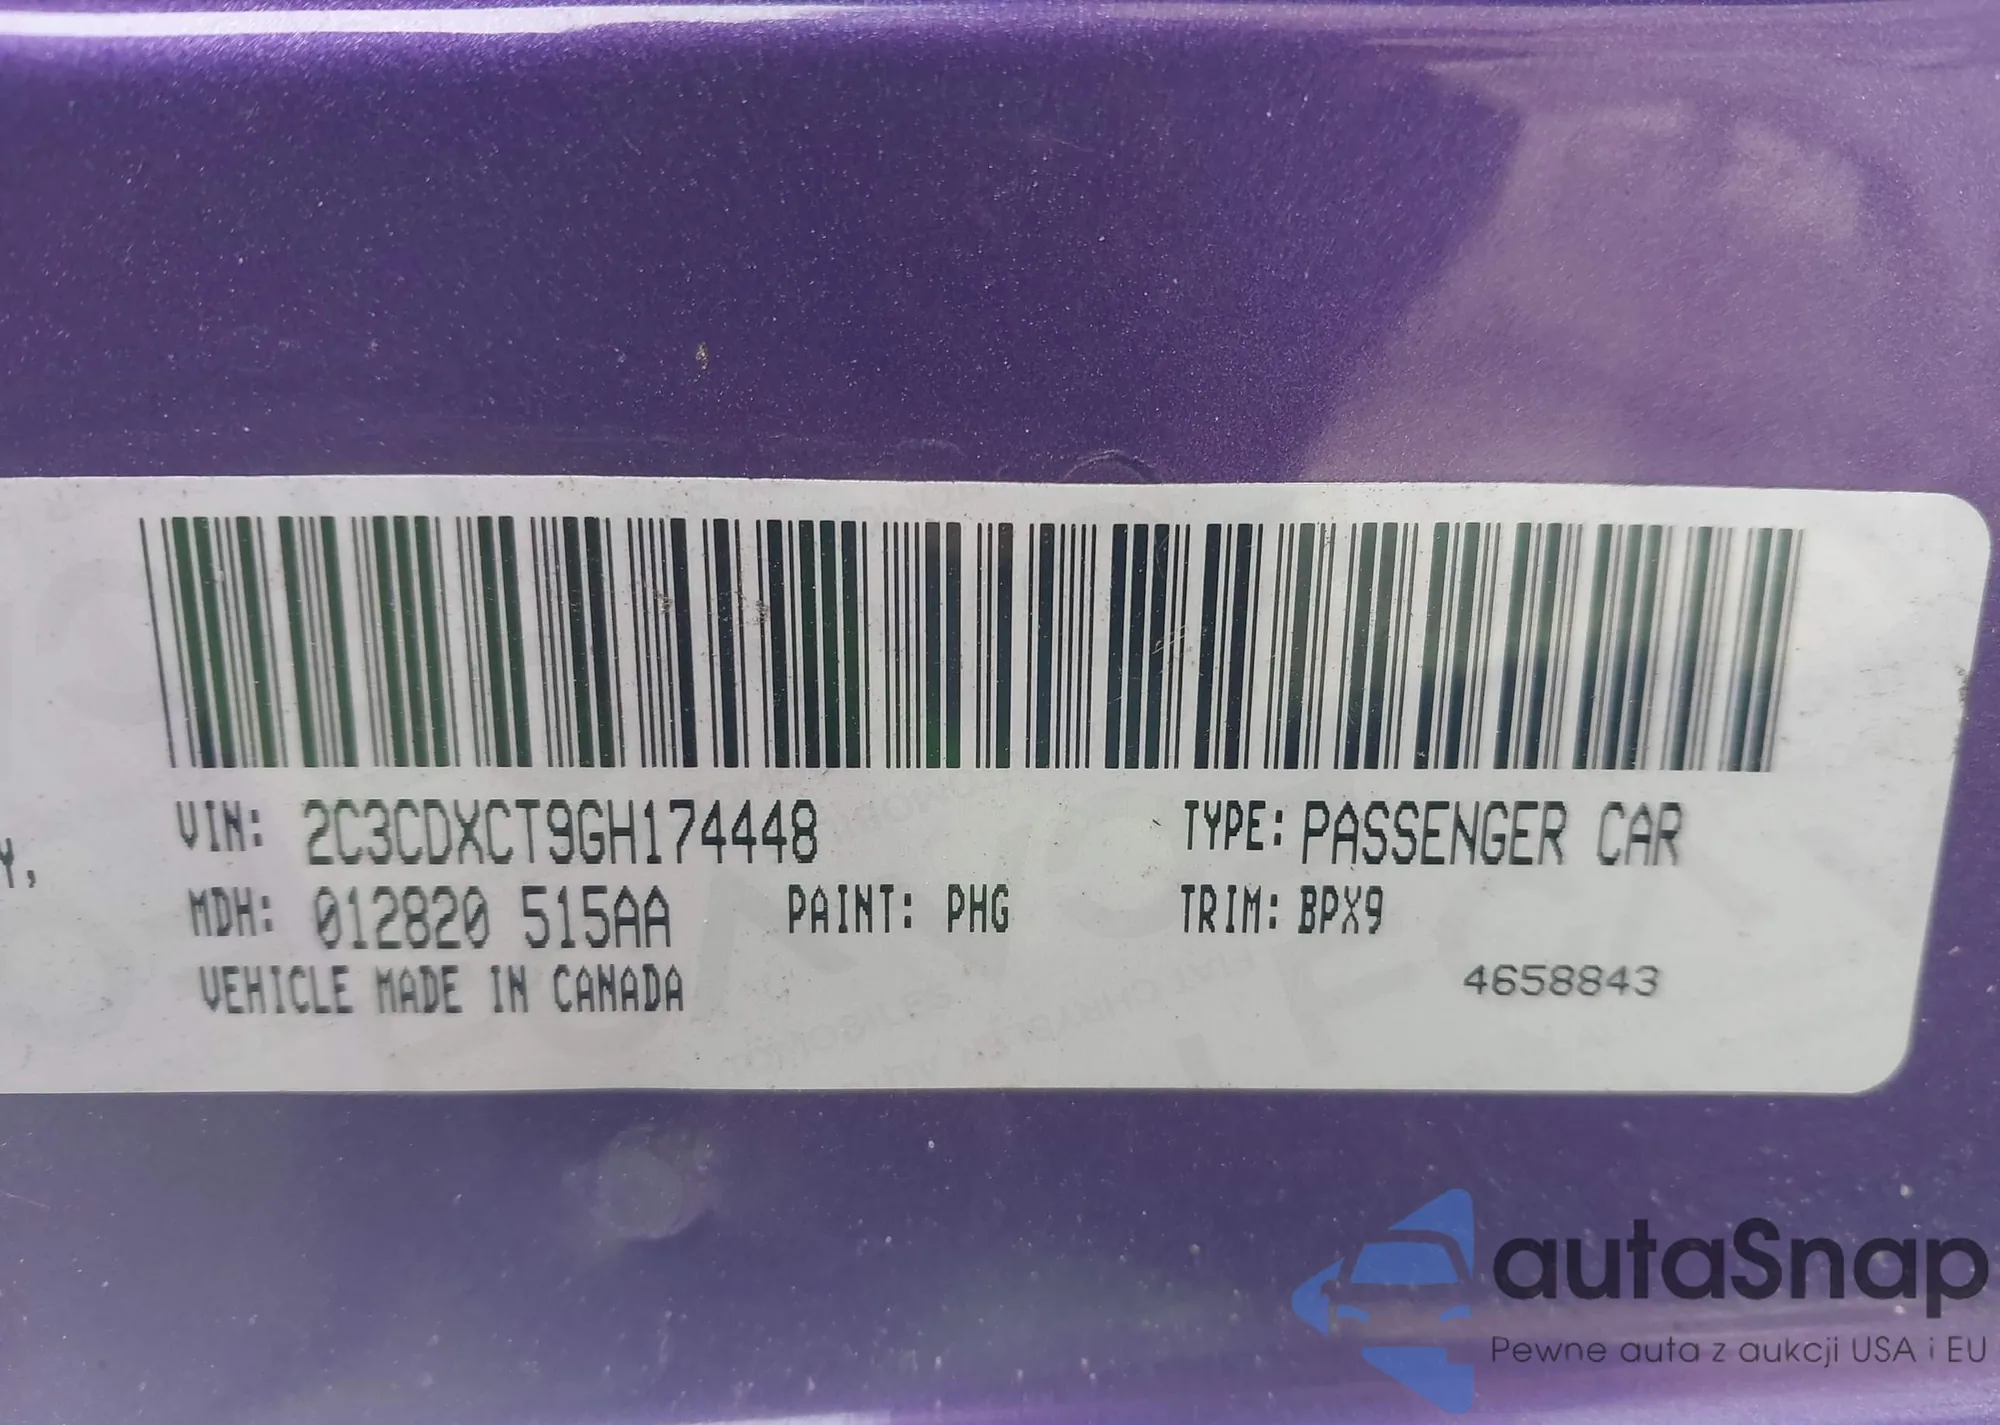 VIN: 2C3CDXCT9GH174448
TYPE: PASSENGER CAR
Y,
MDH: 012820 515AA
PAINT: PHG
TRIM: BPX9
VEHICLE MADE IN CANADA
4658843
autaSnap
Pewne auta z aukcji USA i EU